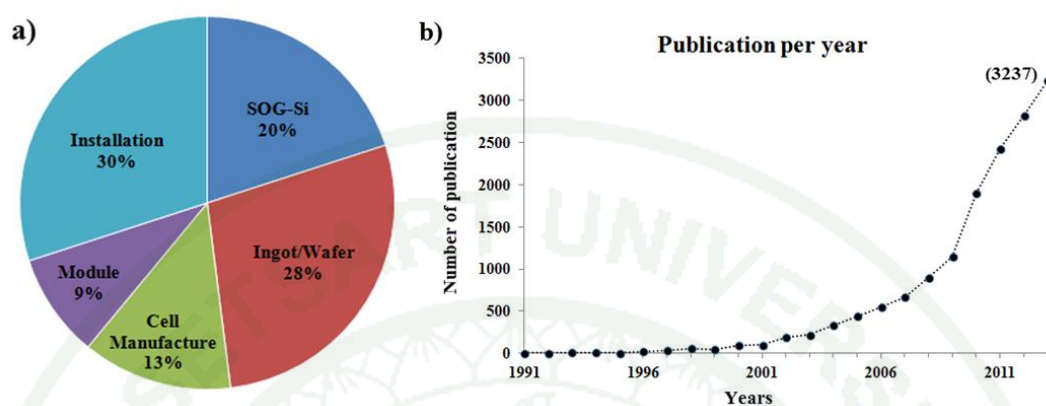 a)
SOG-Si
20%
Ingot/Wafer
28%
Cell
Manufacture
13%
Module
9%
Installation
30%
b)
Publication per year
Number of publication
3500
3000
2500
2000
1500
1000
500
0
(3237)
1991
1996
2001
2006
2011
Years